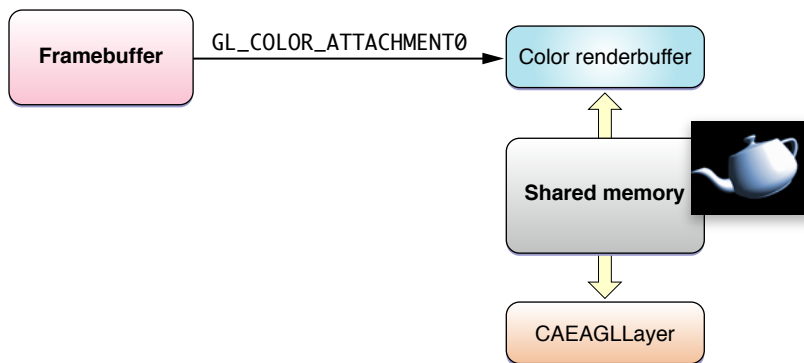 Framebuffer
GL_COLOR_ATTACHMENT0
Color renderbuffer
Shared memory
CAEAGLLayer